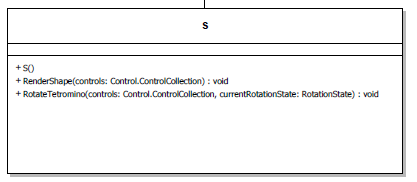 S
+ S()
+ RenderShape(controls: Control.ControlCollection) : void
+ RotateTetromino(controls: Control.ControlCollection, currentRotationState: RotationState) : void